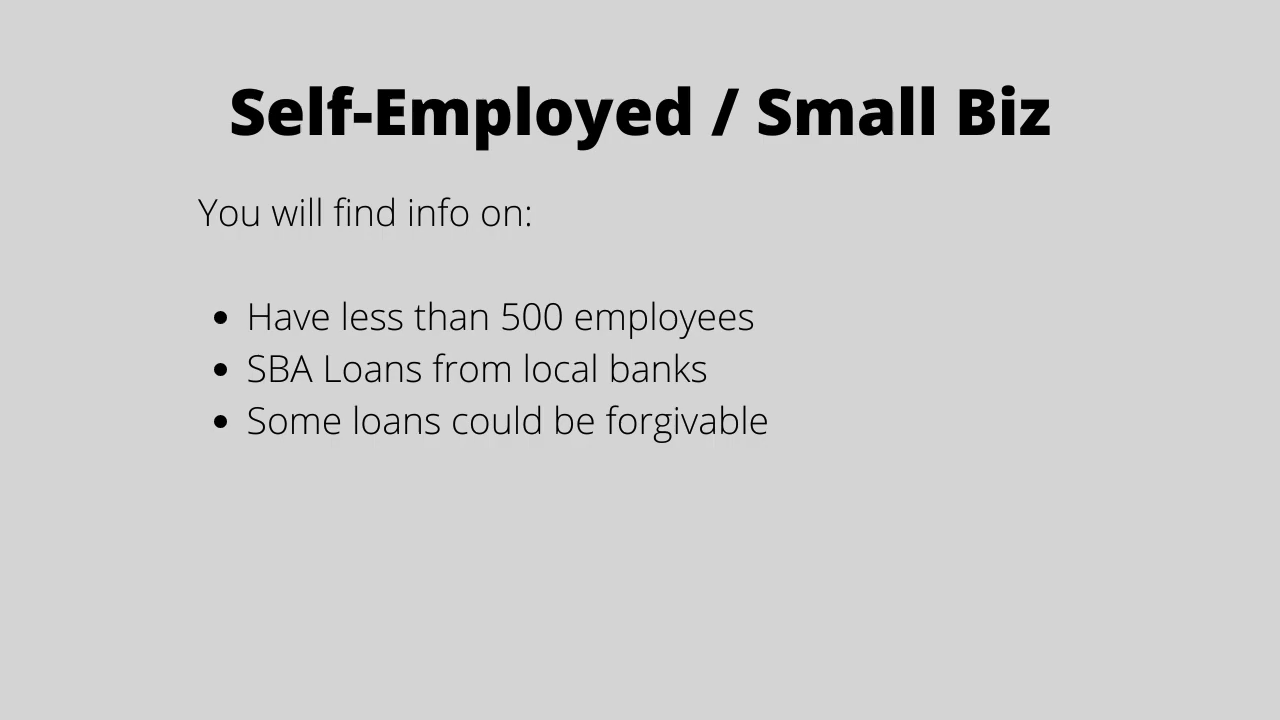 Self-Employed / Small Biz
You will find info on:
• Have less than 500 employees
• SBA Loans from local banks
• Some loans could be forgivable